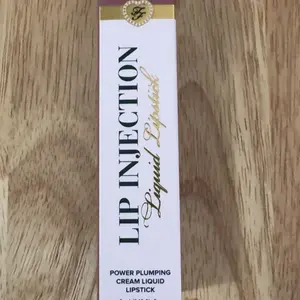 LIP INJECTION
Liquid Lipstick
POWER PLUMPING
CREAM LIQUID
LIPSTICK